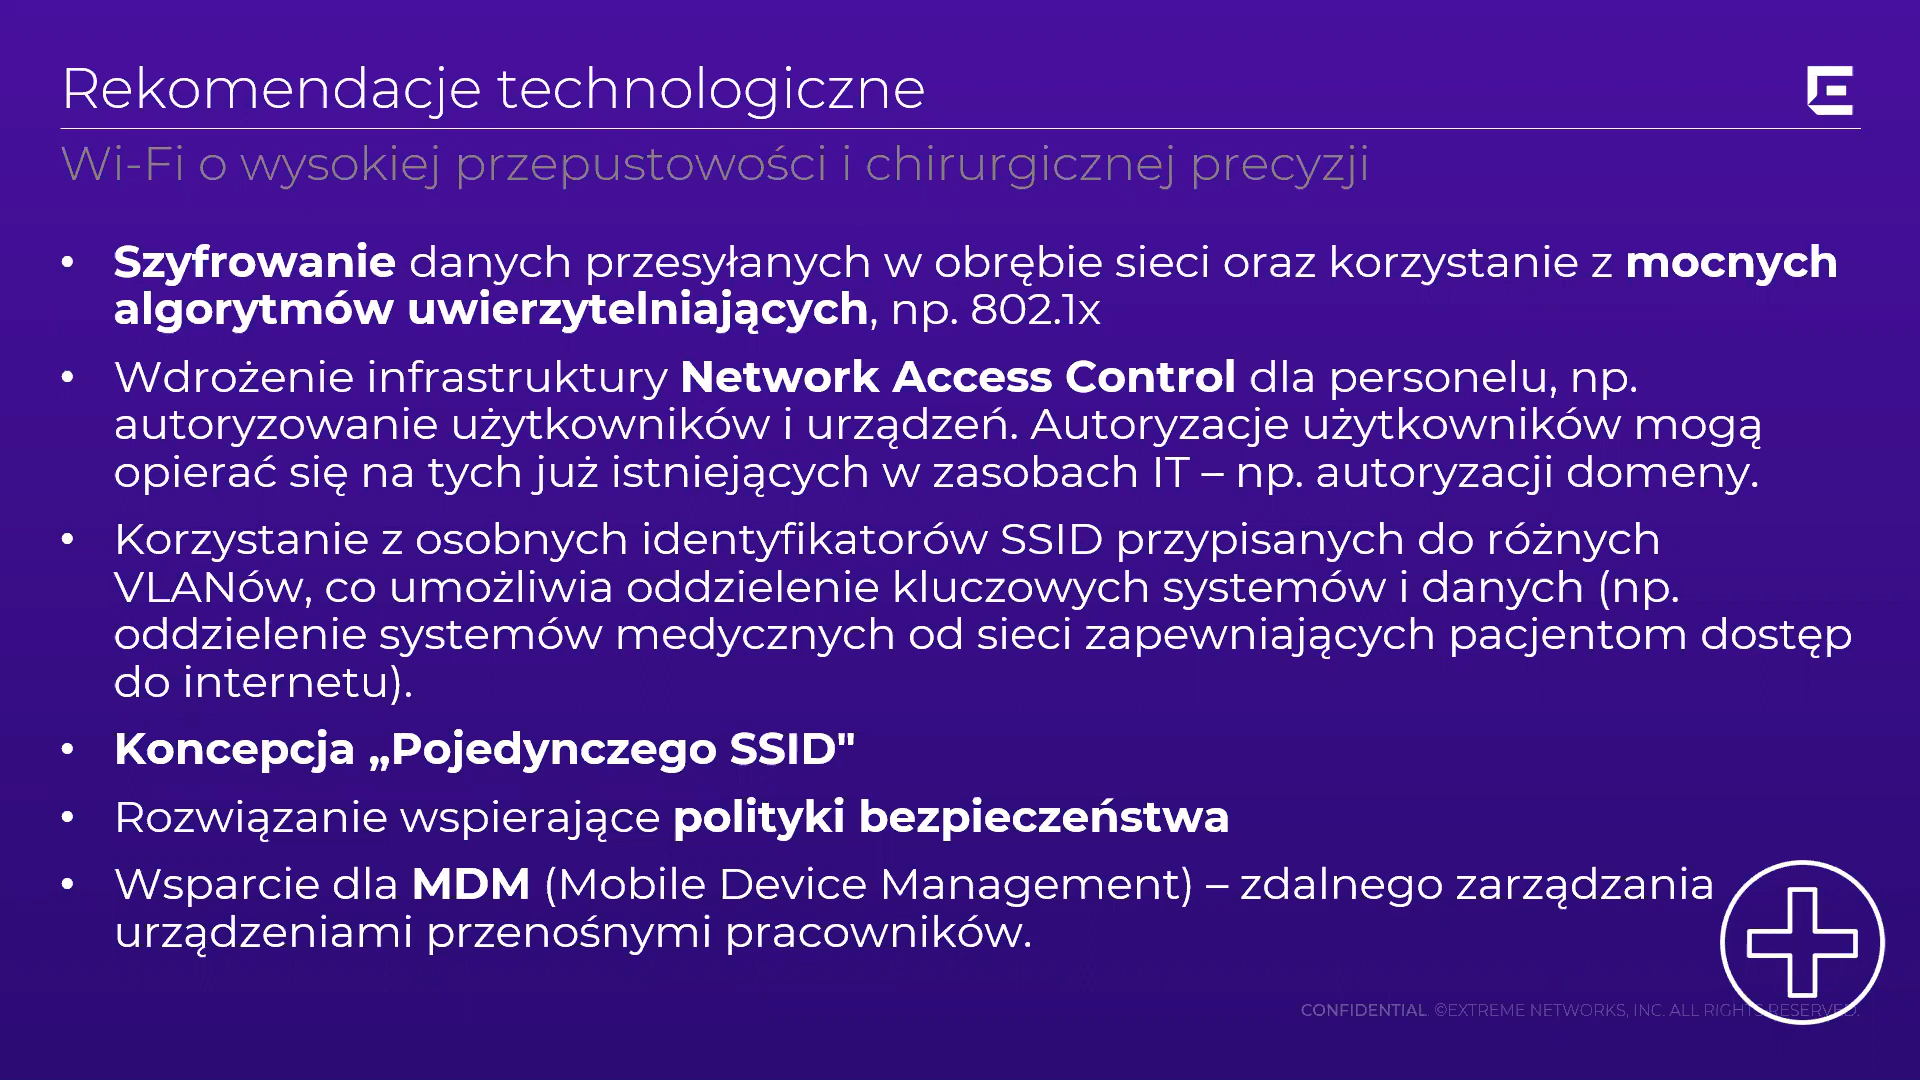 Rekomendacje technologiczne
Wi-Fi o wysokiej przepustowości i chirurgicznej precyzji
• Szyfrowanie danych przesyłanych w obrębie sieci oraz korzystanie z mocnych
algorytmów uwierzytelniających, np. 802.1x
• Wdrożenie infrastruktury Network Access Control dla personelu, np.
autoryzowanie użytkowników i urządzeń. Autoryzacje użytkowników mogą
opierać się na tych już istniejących w zasobach IT – np. autoryzacji domeny.
• Korzystanie z osobnych identyfikatorów SSID przypisanych do różnych
VLANów, co umożliwia oddzielenie kluczowych systemów i danych (np.
oddzielenie systemów medycznych od sieci zapewniających pacjentom dostęp
do internetu).
• Koncepcja „Pojedynczego SSID"
• Rozwiązanie wspierające polityki bezpieczeństwa
• Wsparcie dla MDM (Mobile Device Management) – zdalnego zarządzania
urządzeniami przenośnymi pracowników.
CONFIDENTIAL. ©EXTREME NETWORKS, INC. ALL RIGHTS RESERVED.